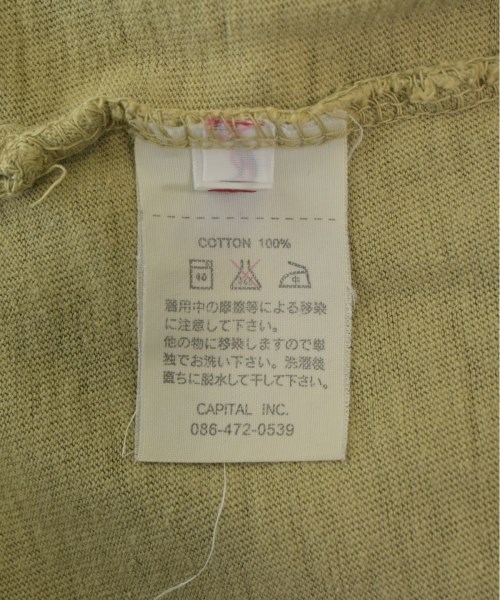 COTTON 100%
40
着用中の摩擦等による移染
に注意して下さい。
他の物に移染しますので単
独でお洗い下さい。洗濯後
直ちに脱水して干して下さい。
CAPITAL INC.
086-472-0539